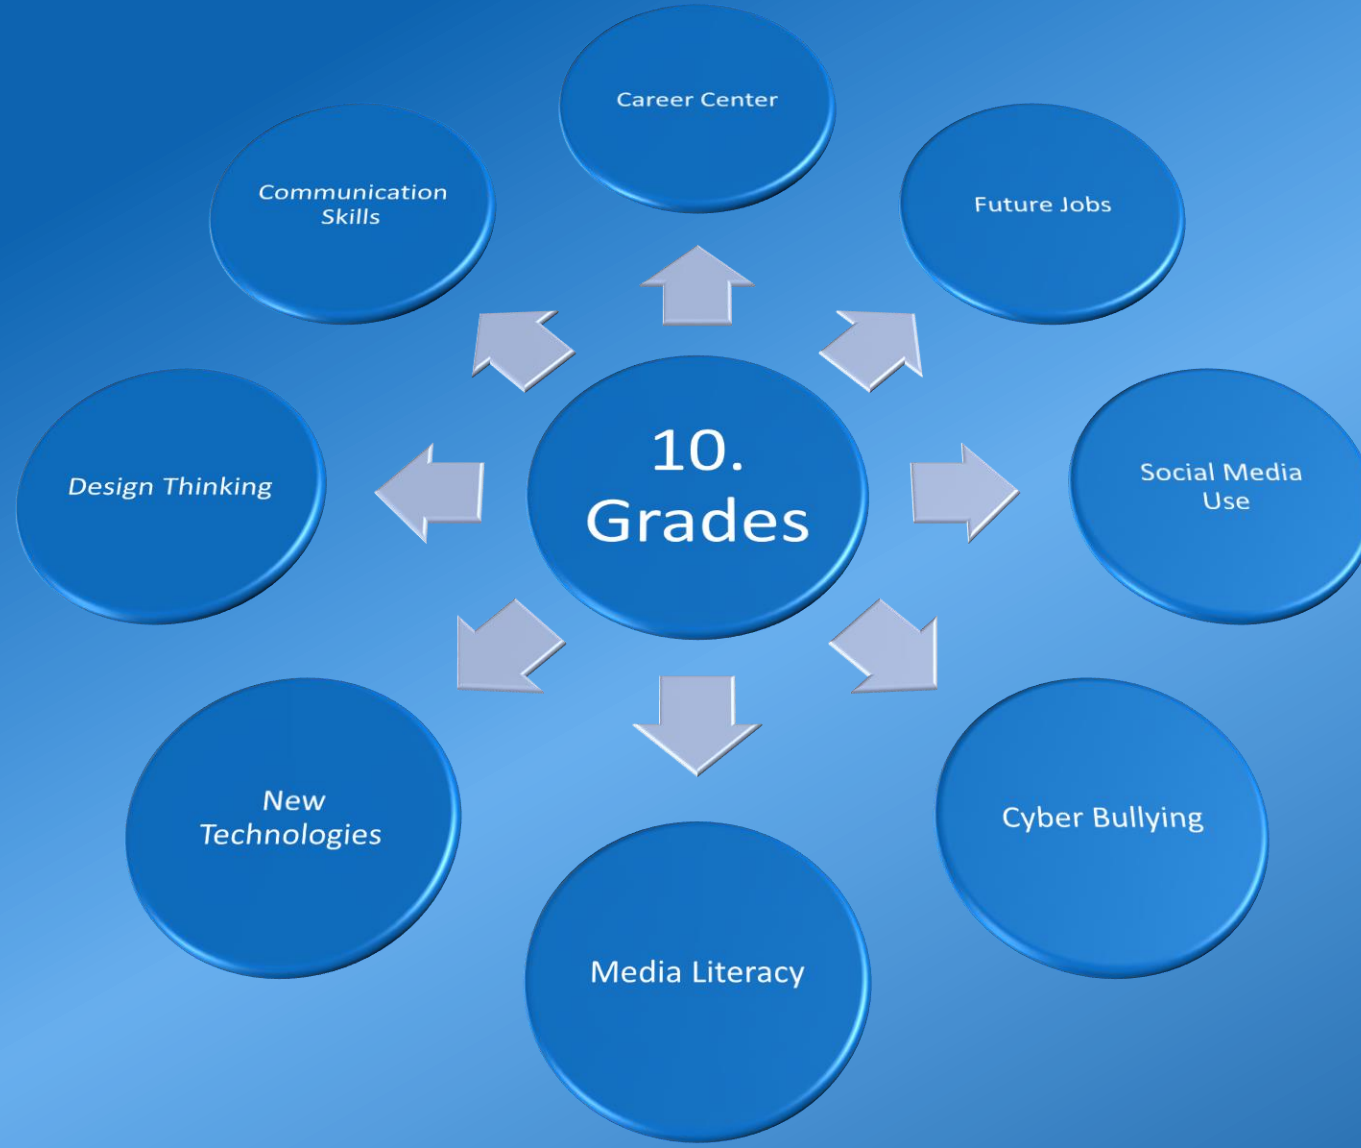 Career Center
Communication
Skills
Future Jobs
10.
Grades
Design Thinking
Social Media
Use
New
Technologies
Cyber Bullying
Media Literacy